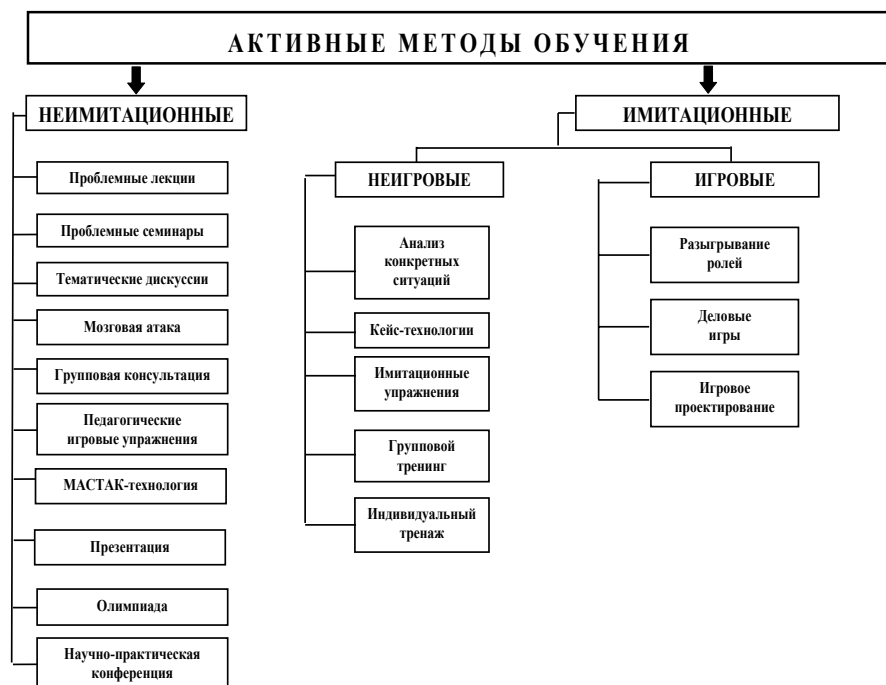 АКТИВНЫЕ МЕТОДЫ ОБУЧЕНИЯ
НЕИМИТАЦИОННЫЕ
Проблемные лекции
Проблемные семинары
Тематические дискуссии
Мозговая атака
Групповая консультация
Педагогические
игровые упражнения
МАСТАК-технология
Презентация
Олимпиада
Научно-практическая
конференция
ИМИТАЦИОННЫЕ
НЕИГРОВЫЕ
Анализ
конкретных
ситуаций
Кейс-технологии
Имитационные
упражнения
Групповой
тренинг
Индивидуальный
тренаж
ИГРОВЫЕ
Разыгрывание
ролей
Деловые
игры
Игровое
проектирование